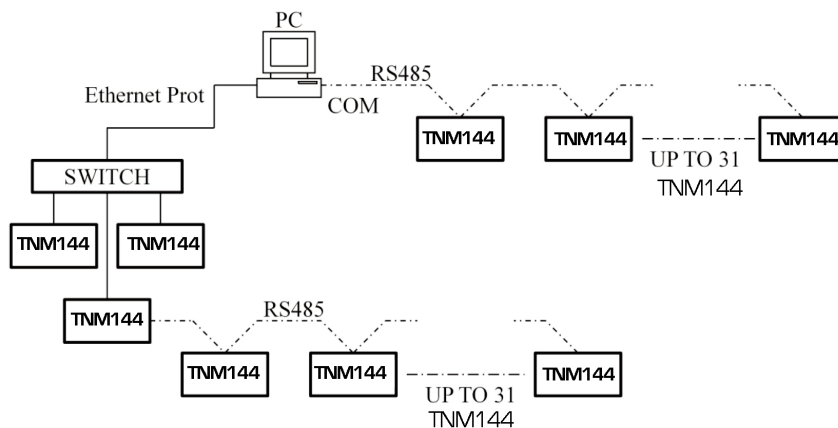 PC
RS485
Ethernet Prot
COM
TNM144 TNM144 TNM144
UP TO 31
TNM144
SWITCH
TNM144 TNM144
TNM144
RS485
TNM144 TNM144 TNM144
UP TO 31
TNM144